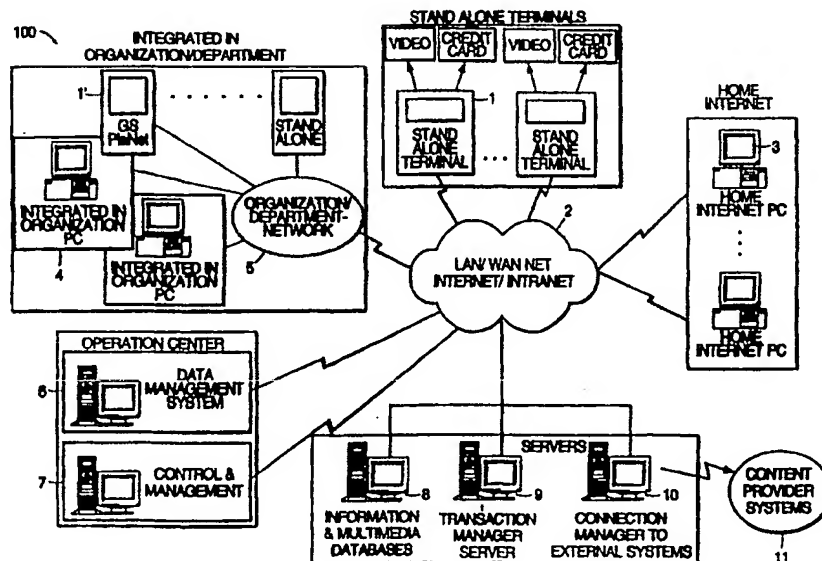 100
INTEGRATED IN
ORGANIZATION/DEPARTMENT
1'
GS
PlaNet
STAND
ALONE
INTEGRATED IN
ORGANIZATION
PC
4
INTEGRATED IN
ORGANIZATION
PC
ORGANIZATION/
DEPARTMENT-
NETWORK
5
STAND ALONE TERMINALS
VIDEO
CREDIT
CARD
VIDEO
CREDIT
CARD
1
STAND
ALONE
TERMINAL
STAND
ALONE
TERMINAL
HOME
INTERNET
3
HOME
INTERNET PC
HOME
INTERNET PC
2
LAN/ WAN NET
INTERNET/ INTRANET
OPERATION CENTER
6
DATA
MANAGEMENT
SYSTEM
7
CONTROL &
MANAGEMENT
SERVERS
8
INFORMATION
& MULTIMEDIA
DATABASES
9
TRANSACTION
MANAGER
SERVER
10
CONNECTION
MANAGER TO
EXTERNAL SYSTEMS
CONTENT
PROVIDER
SYSTEMS
11